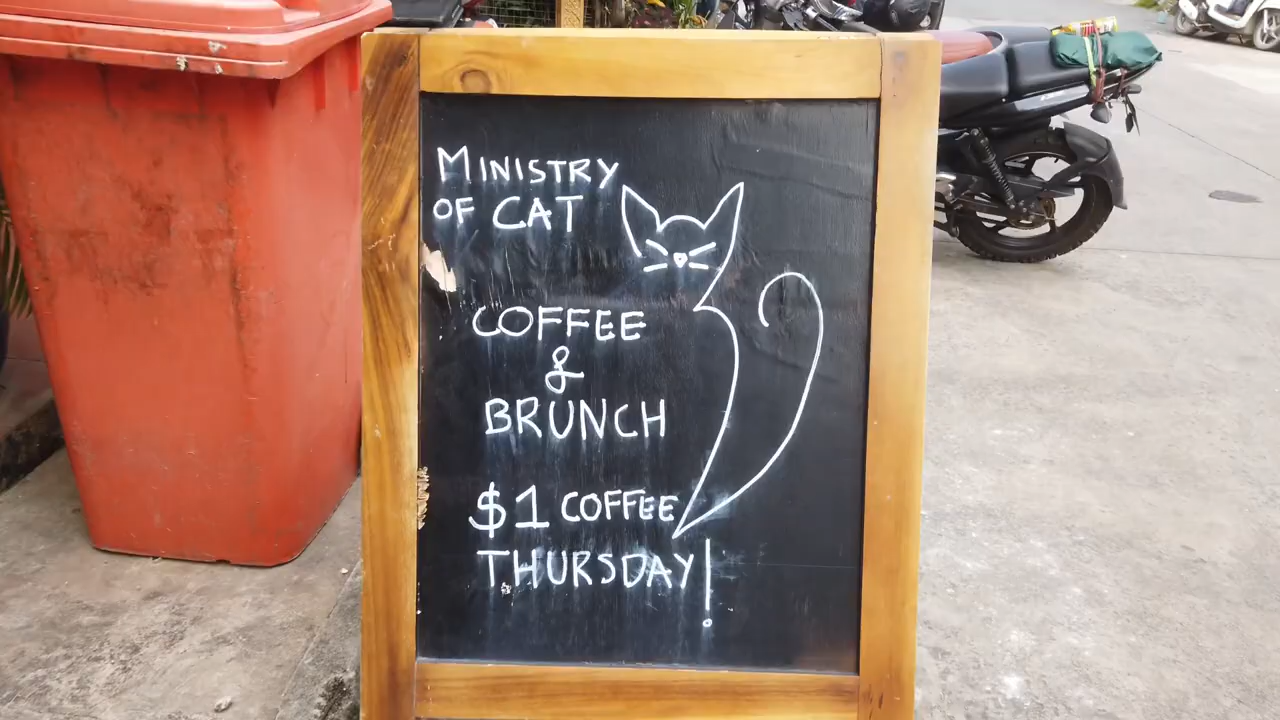 MINISTRY
OF CAT
COFFEE
&
BRUNCH
$1 COFFEE
THURSDAY!